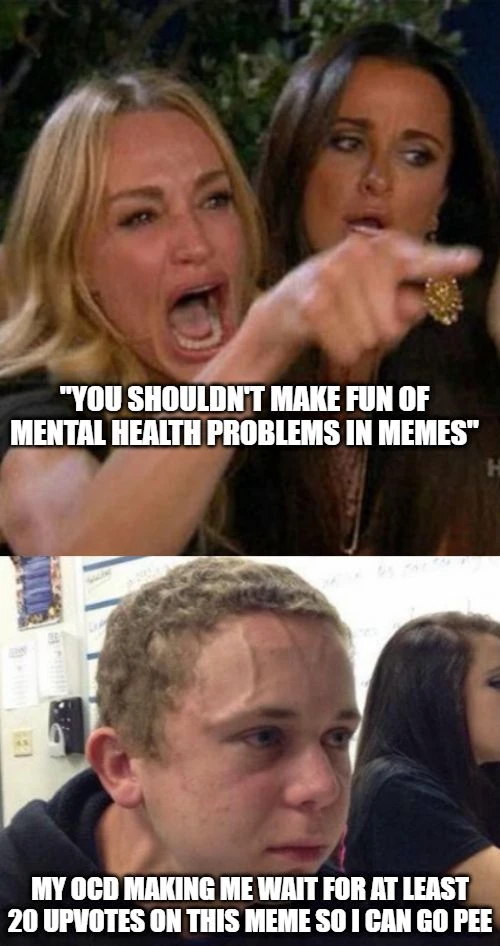 "YOU SHOULDN'T MAKE FUN OF
MENTAL HEALTH PROBLEMS IN MEMES"
MY OCD MAKING ME WAIT FOR AT LEAST
20 UPVOTES ON THIS MEME SO I CAN GO PEE